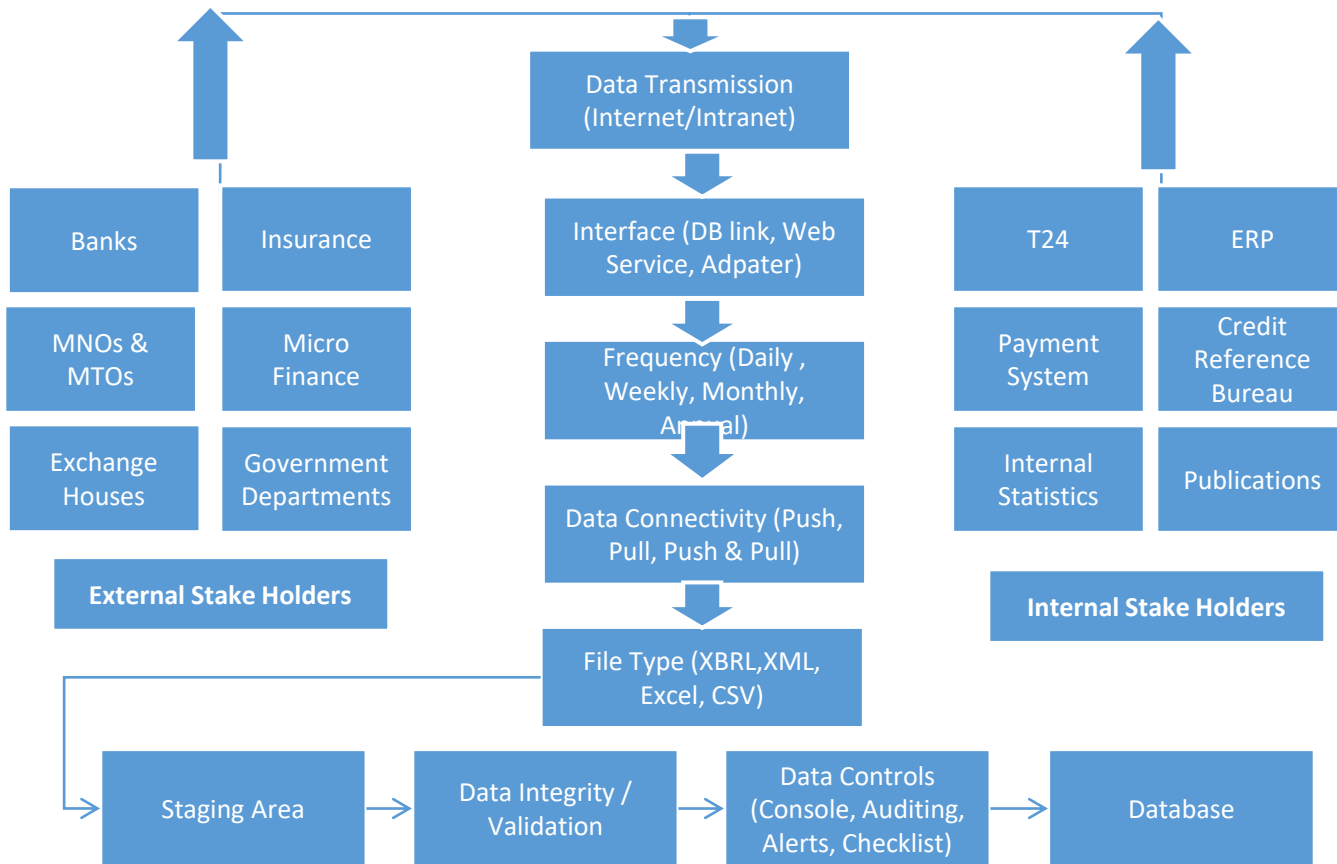 Data Transmission
(Internet/Intranet)
Banks
Insurance
Interface (DB link, Web
Service, Adpater)
T24
ERP
MNOs &
MTOs
Micro
Finance
Frequency (Daily ,
Weekly, Monthly,
Annual)
Payment
System
Credit
Reference
Bureau
Exchange
Houses
Government
Departments
Data Connectivity (Push,
Pull, Push & Pull)
Internal
Statistics
Publications
External Stake Holders
Internal Stake Holders
File Type (XBRL,XML,
Excel, CSV)
Staging Area
Data Integrity /
Validation
Data Controls
(Console, Auditing,
Alerts, Checklist)
Database